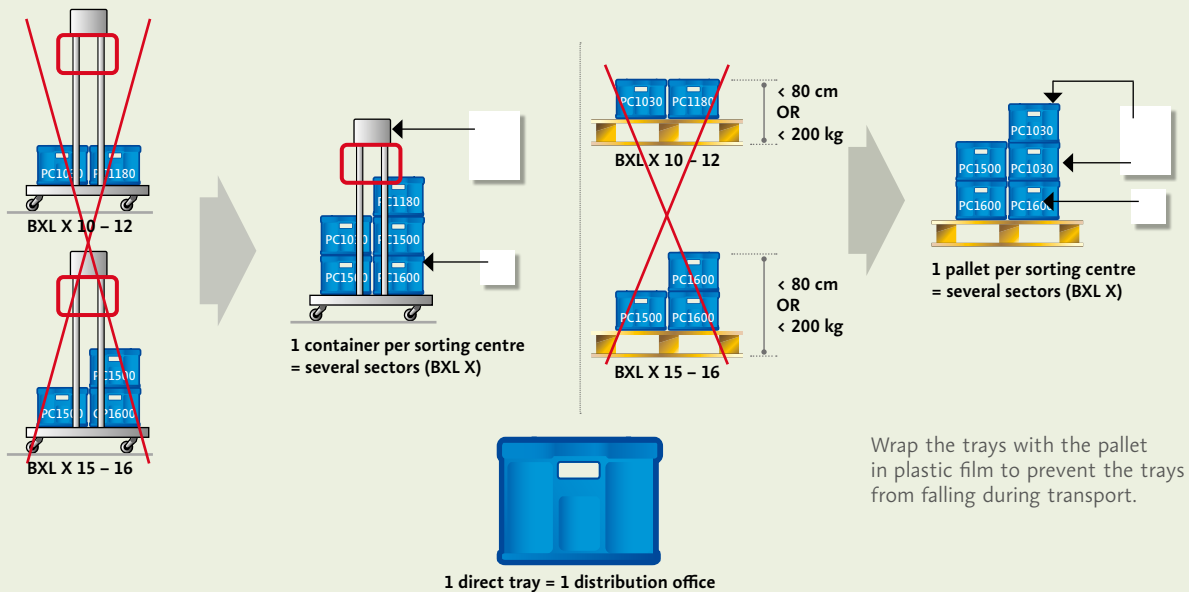 PC1030 PC1180
BXL X 10 – 12
PC1500
PC1500 CP1600
BXL X 15 – 16
PC1180
PC1030 PC1500
PC1500 PC1600
1 container per sorting centre
= several sectors (BXL X)
PC1030 PC1180
BXL X 10 – 12
< 80 cm
OR
< 200 kg
PC1600
PC1500 PC1600
BXL X 15 – 16
< 80 cm
OR
< 200 kg
PC1030
PC1500 PC1030
PC1600 PC1600
1 pallet per sorting centre
= several sectors (BXL X)
Wrap the trays with the pallet
in plastic film to prevent the trays
from falling during transport.
1 direct tray = 1 distribution office